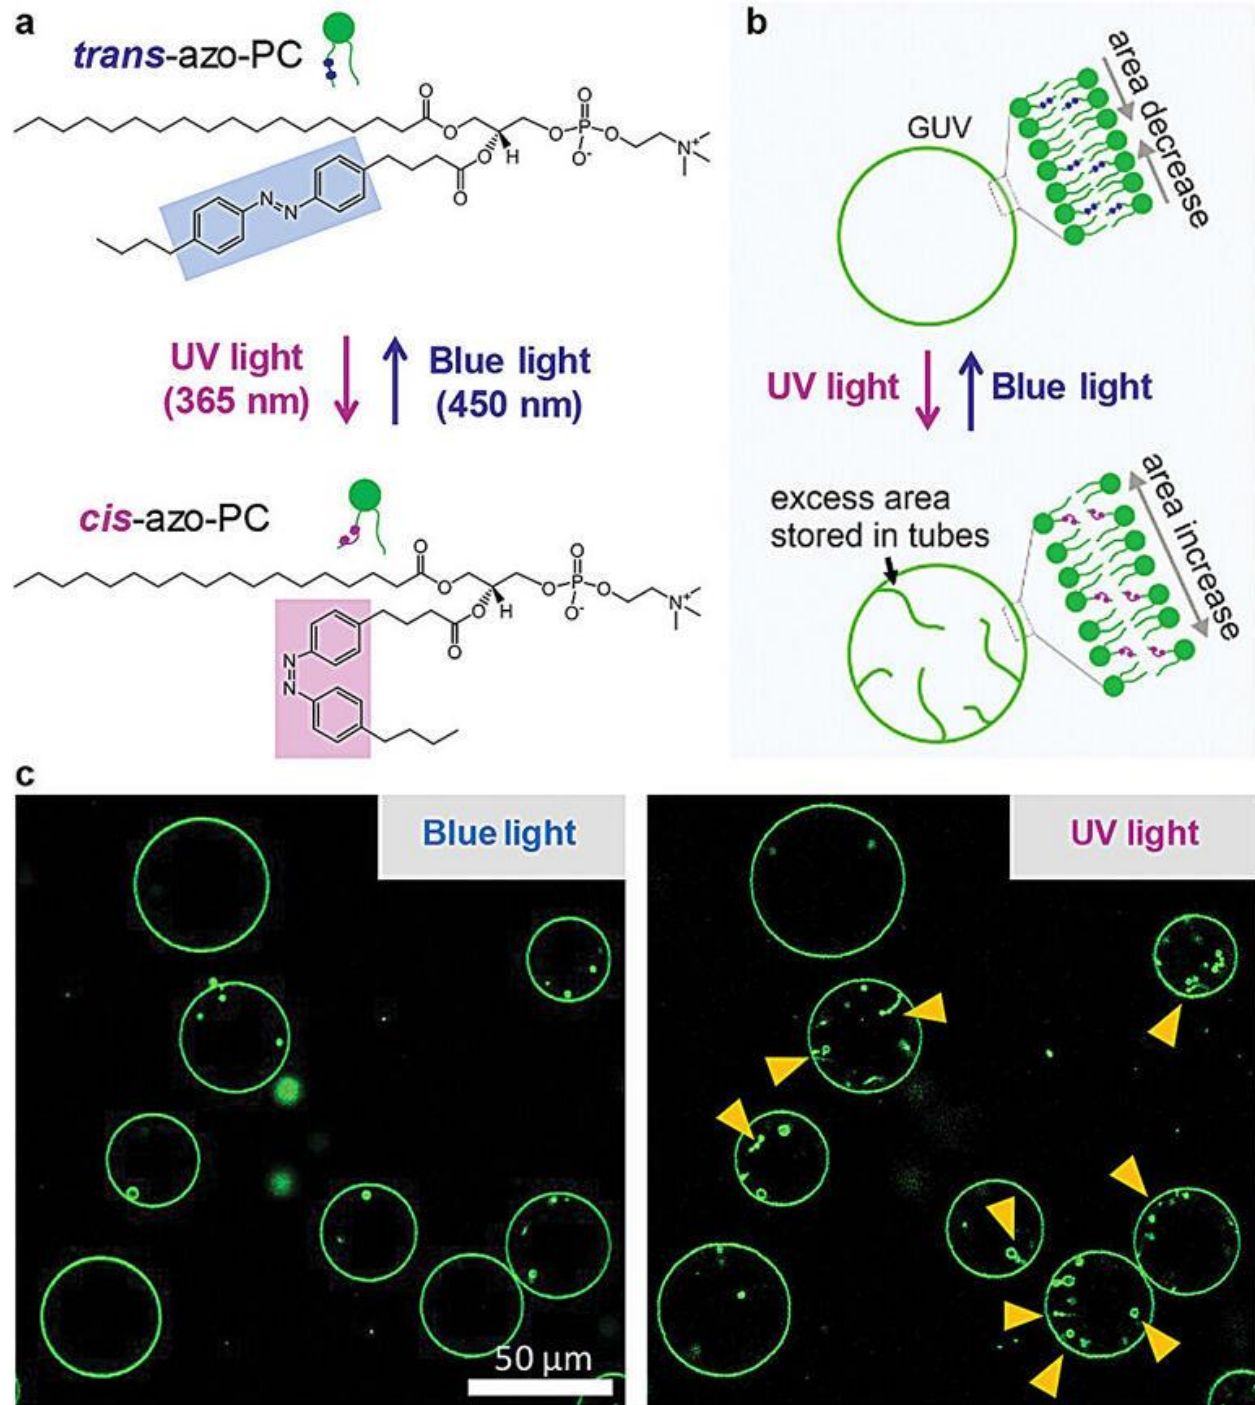 a
trans-azo-PC
O
O
O
O
P
O
O-
N+
H
O
O
N
N
UV light
(365 nm)
Blue light
(450 nm)
cis-azo-PC
O
O
O
O
P
O
O-
N+
H
O
O
N
N
b
GUV
area decrease
UV light
Blue light
excess area
stored in tubes
area increase
c
Blue light
50 µm
UV light